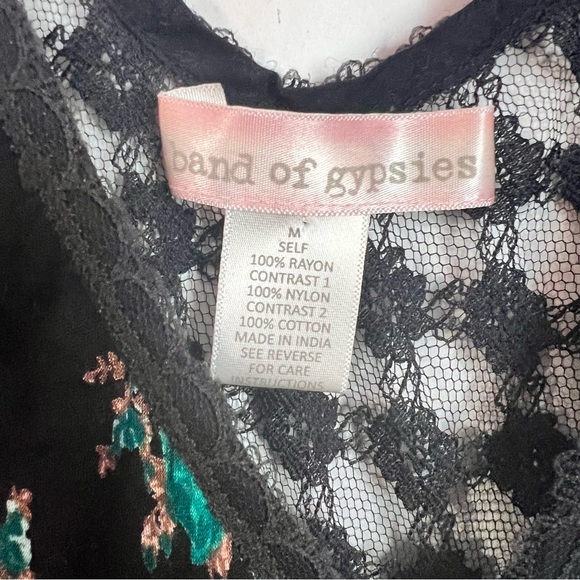 band of gypsies
M
SELF
100% RAYON
CONTRAST 1
100% NYLON
CONTRAST 2
100% COTTON
MADE IN INDIA
SEE REVERSE
FOR CARE
INSTRUCTIONS